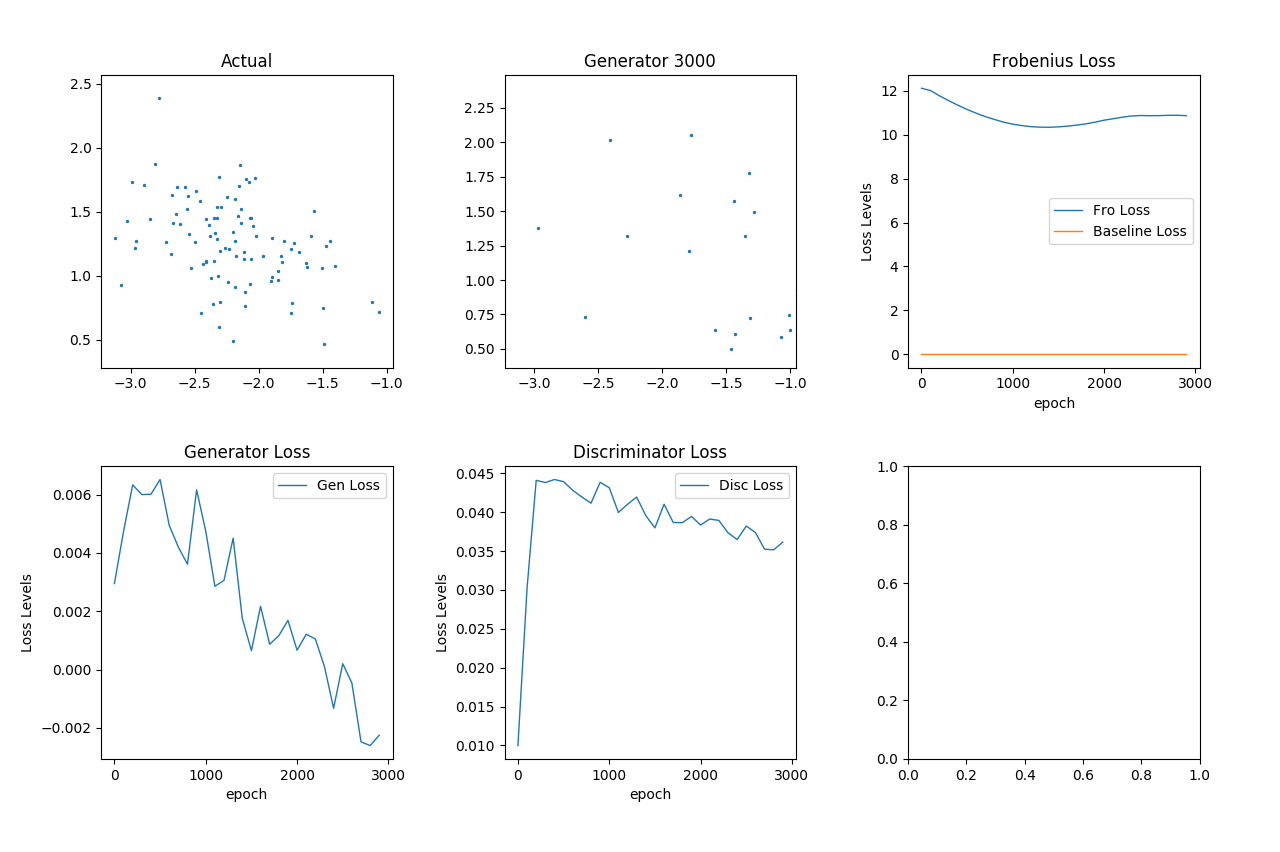 Actual
2.5
2.0
1.5
1.0
0.5
−3.0 −2.5 −2.0 −1.5 −1.0
Generator 3000
2.25
2.00
1.75
1.50
1.25
1.00
0.75
0.50
−3.0 −2.5 −2.0 −1.5 −1.0
Frobenius Loss
Loss Levels
12
10
8
6
4
2
0
Fro Loss
Baseline Loss
0 1000 2000 3000
epoch
Generator Loss
Loss Levels
0.006
0.004
0.002
0.000
−0.002
Gen Loss
0 1000 2000 3000
epoch
Discriminator Loss
Loss Levels
0.045
0.040
0.035
0.030
0.025
0.020
0.015
0.010
Disc Loss
0 1000 2000 3000
epoch
1.0
0.8
0.6
0.4
0.2
0.0
0.0 0.2 0.4 0.6 0.8 1.0